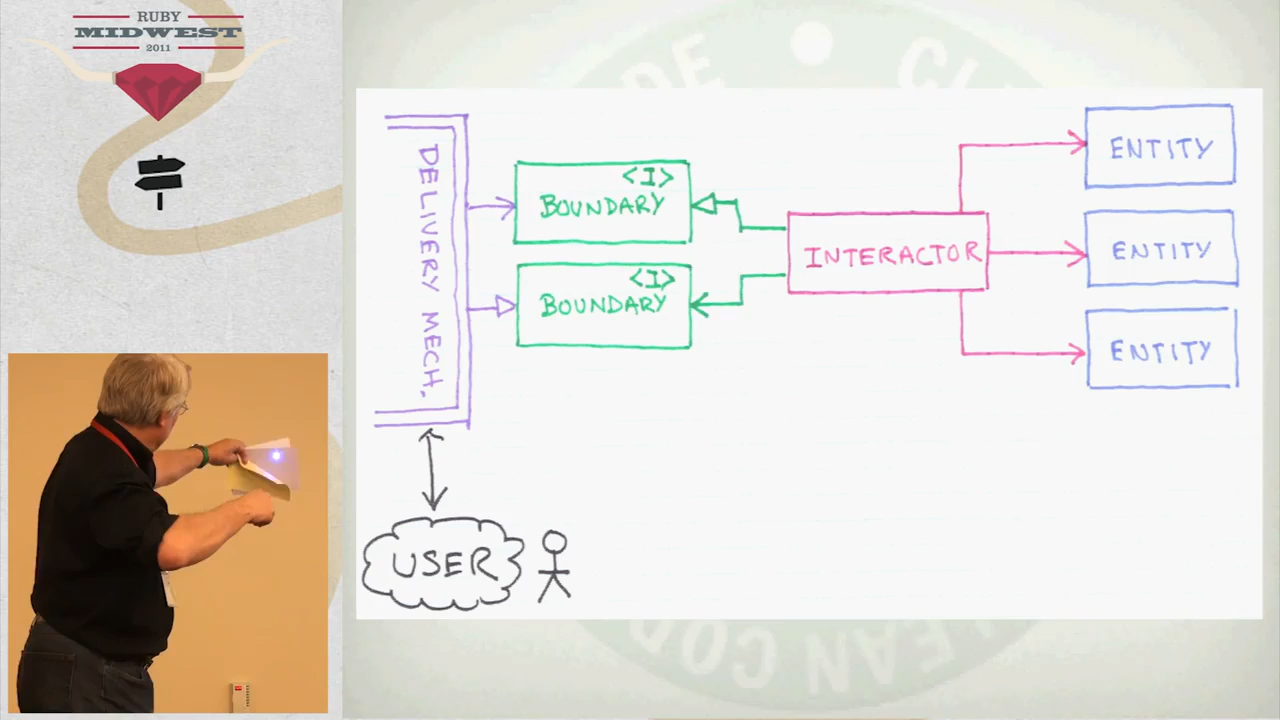 RUBY
MIDWEST
2011
DELIVERY MECH.
<I>
BOUNDARY
<I>
BOUNDARY
INTERACTOR
ENTITY
ENTITY
ENTITY
USER